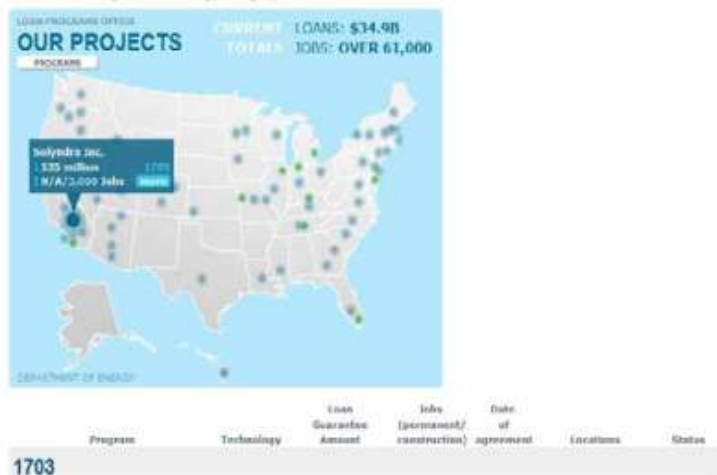 LOAN PROGRAMS OFFICE
OUR PROJECTS
PROGRAMS
CURRENT LOANS: $34.9B
TOTALS JOBS: OVER 61,000
Solyndra Inc.
535 million 1705
N/A/3,000 Jobs
DEPARTMENT OF ENERGY
Program
Technology
Loan Guarantee Amount
Jobs (permanent/construction)
Date of agreement
Locations
Status
1703